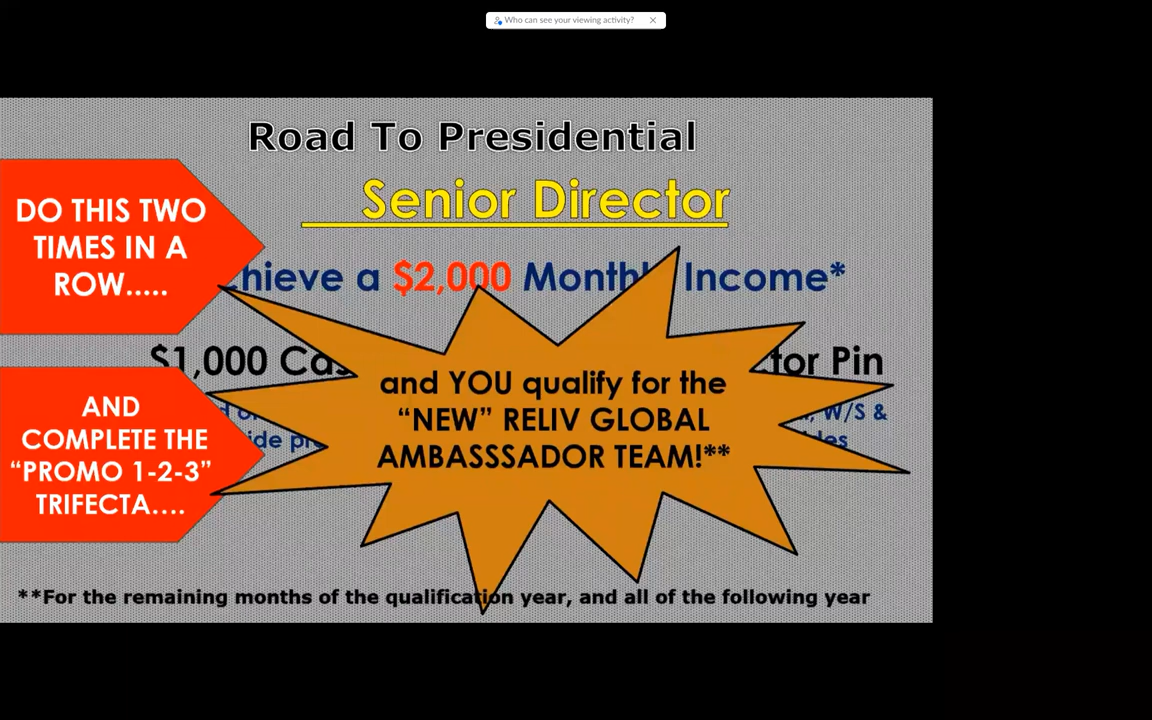 Who can see your viewing activity?
Road To Presidential
Senior Director
DO THIS TWO
TIMES IN A
ROW.....
hieve a $2,000 Monthly Income*
$1,000 Pin
W/S &
AND
COMPLETE THE
“PROMO 1-2-3”
TRIFECTA….
and YOU qualify for the
“NEW” RELIV GLOBAL
AMBASSSADOR TEAM!**
**For the remaining months of the qualification year, and all of the following year